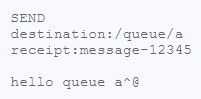 SEND
destination:/queue/a
receipt:message-12345

hello queue a^@